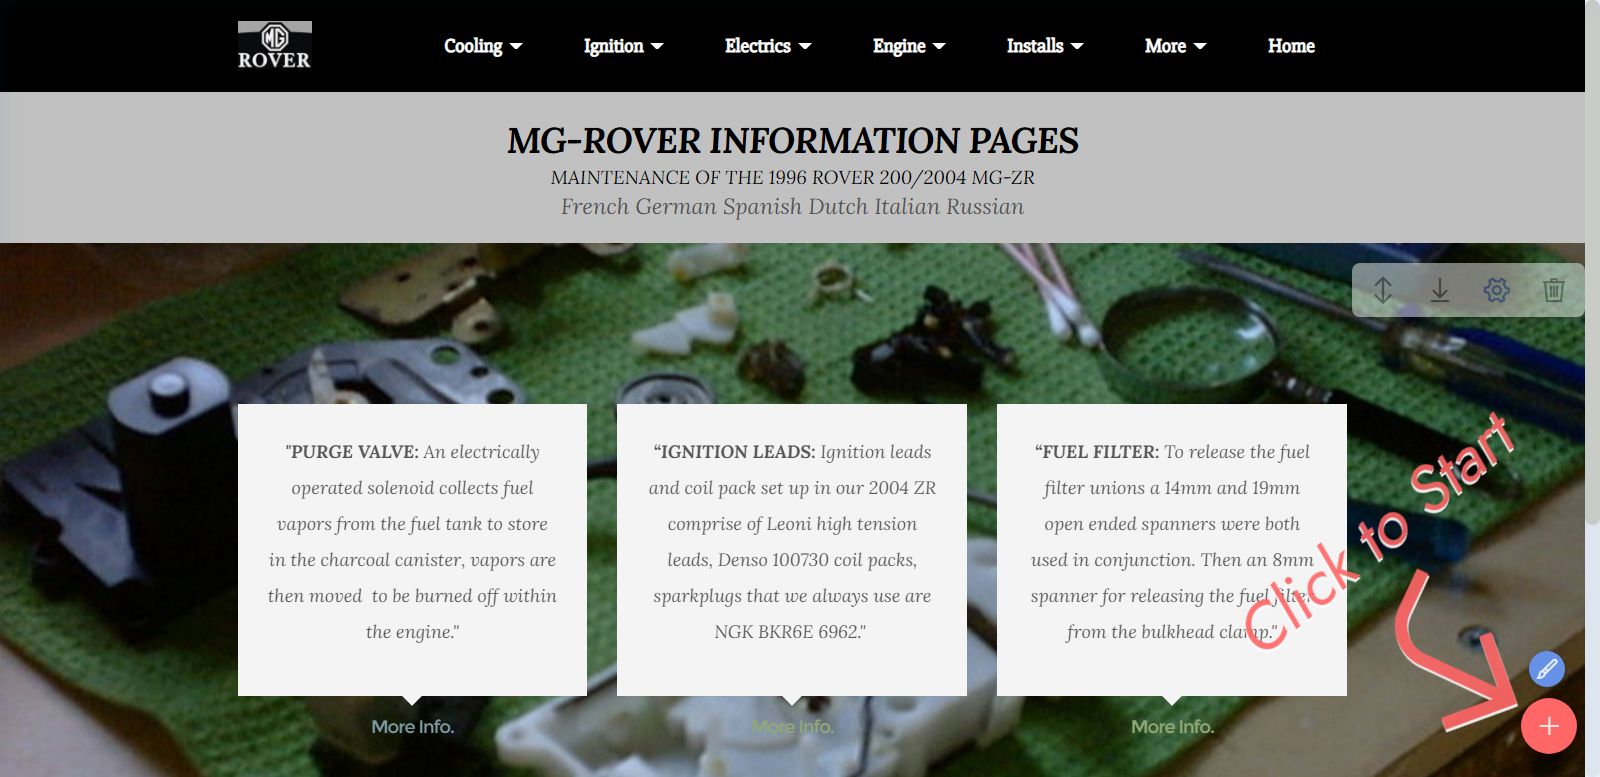 MG
ROVER
Cooling Ignition Electrics Engine Installs More Home
MG-ROVER INFORMATION PAGES
MAINTENANCE OF THE 1996 ROVER 200/2004 MG-ZR
French German Spanish Dutch Italian Russian
"PURGE VALVE: An electrically
operated solenoid collects fuel
vapors from the fuel tank to store
in the charcoal canister, vapors are
then moved  to be burned off within
the engine."
More Info.
“IGNITION LEADS: Ignition leads
and coil pack set up in our 2004 ZR
comprise of Leoni high tension
leads, Denso 100730 coil packs,
sparkplugs that we always use are
NGK BKR6E 6962."
More Info.
“FUEL FILTER: To release the fuel
filter unions a 14mm and 19mm
open ended spanners were both
used in conjunction. Then an 8mm
spanner for releasing the fuel filter
from the bulkhead clamp."
More Info.
Click to Start